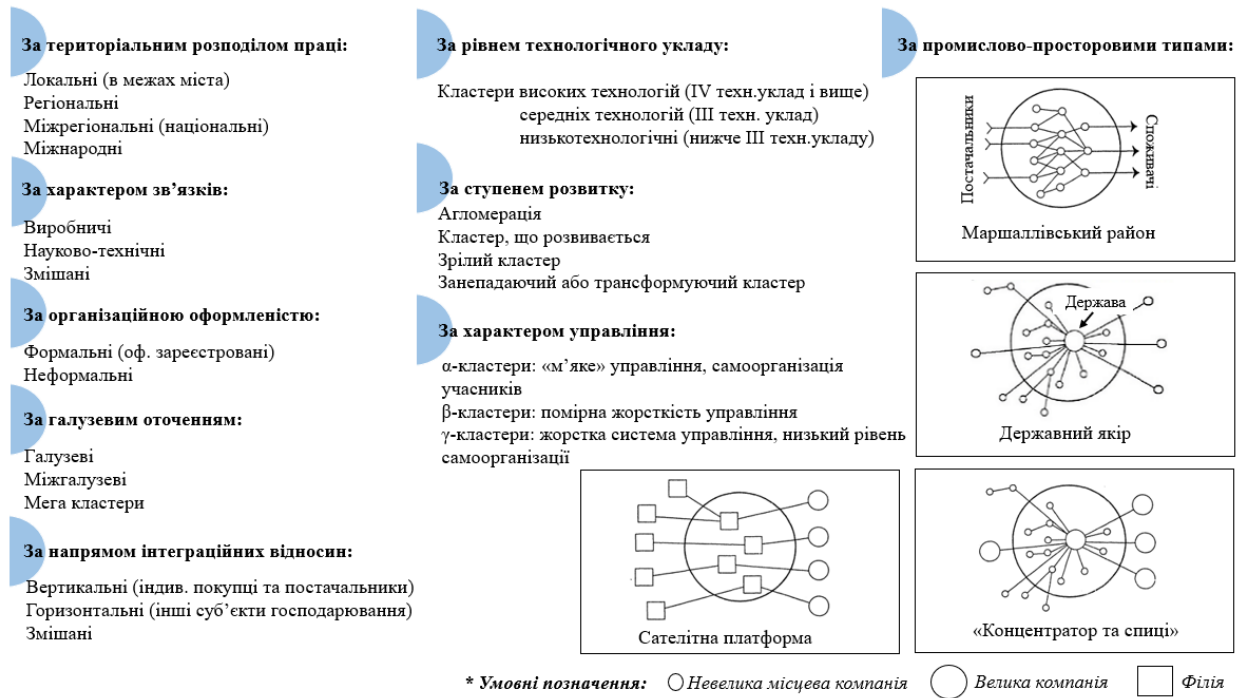 За територіальним розподілом праці:
Локальні (в межах міста)
Регіональні
Міжрегіональні (національні)
Міжнародні
За характером зв’язків:
Виробничі
Науково-технічні
Змішані
За організаційною оформленістю:
Формальні (оф. зареєстровані)
Неформальні
За галузевим оточенням:
Галузеві
Міжгалузеві
Мега кластери
За напрямом інтеграційних відносин:
Вертикальні (індив. покупці та постачальники)
Горизонтальні (інші суб’єкти господарювання)
Змішані
За рівнем технологічного укладу:
Кластери високих технологій (IV техн.уклад і вище)
середніх технологій (III техн. уклад)
низькотехнологічні (нижче III техн.укладу)
За ступенем розвитку:
Агломерація
Кластер, що розвивається
Зрілий кластер
Занепадаючий або трансформуючий кластер
За характером управління:
α-кластери: «м’яке» управління, самоорганізація
учасників
β-кластери: помірна жорсткість управління
γ-кластери: жорстка система управління, низький рівень
самоорганізації
Сателітна платформа
За промислово-просторовими типами:
Постачальники
Споживачі
Маршаллівський район
Держава
Державний якір
«Концентратор та спиці»
* Умовні позначення: Невелика місцева компанія Велика компанія Філія